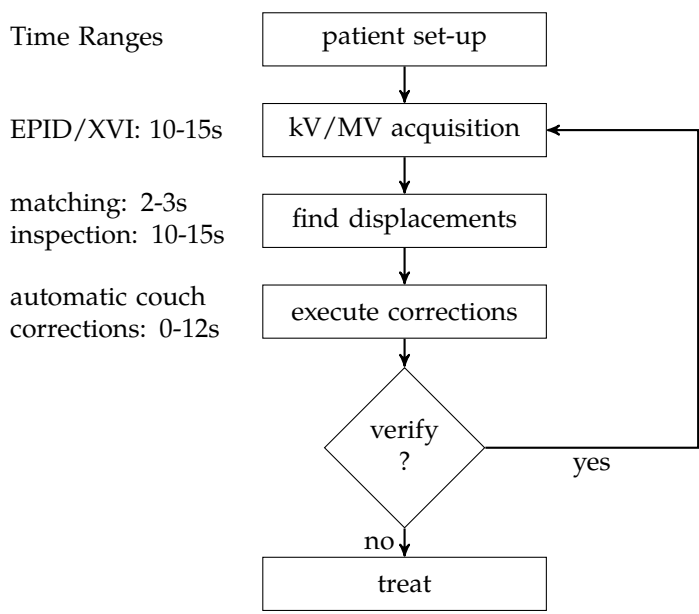 Time Ranges
patient set-up
EPID/XVI: 10-15s
kV/MV acquisition
matching: 2-3s
inspection: 10-15s
find displacements
automatic couch
corrections: 0-12s
execute corrections
verify
?
yes
no
treat